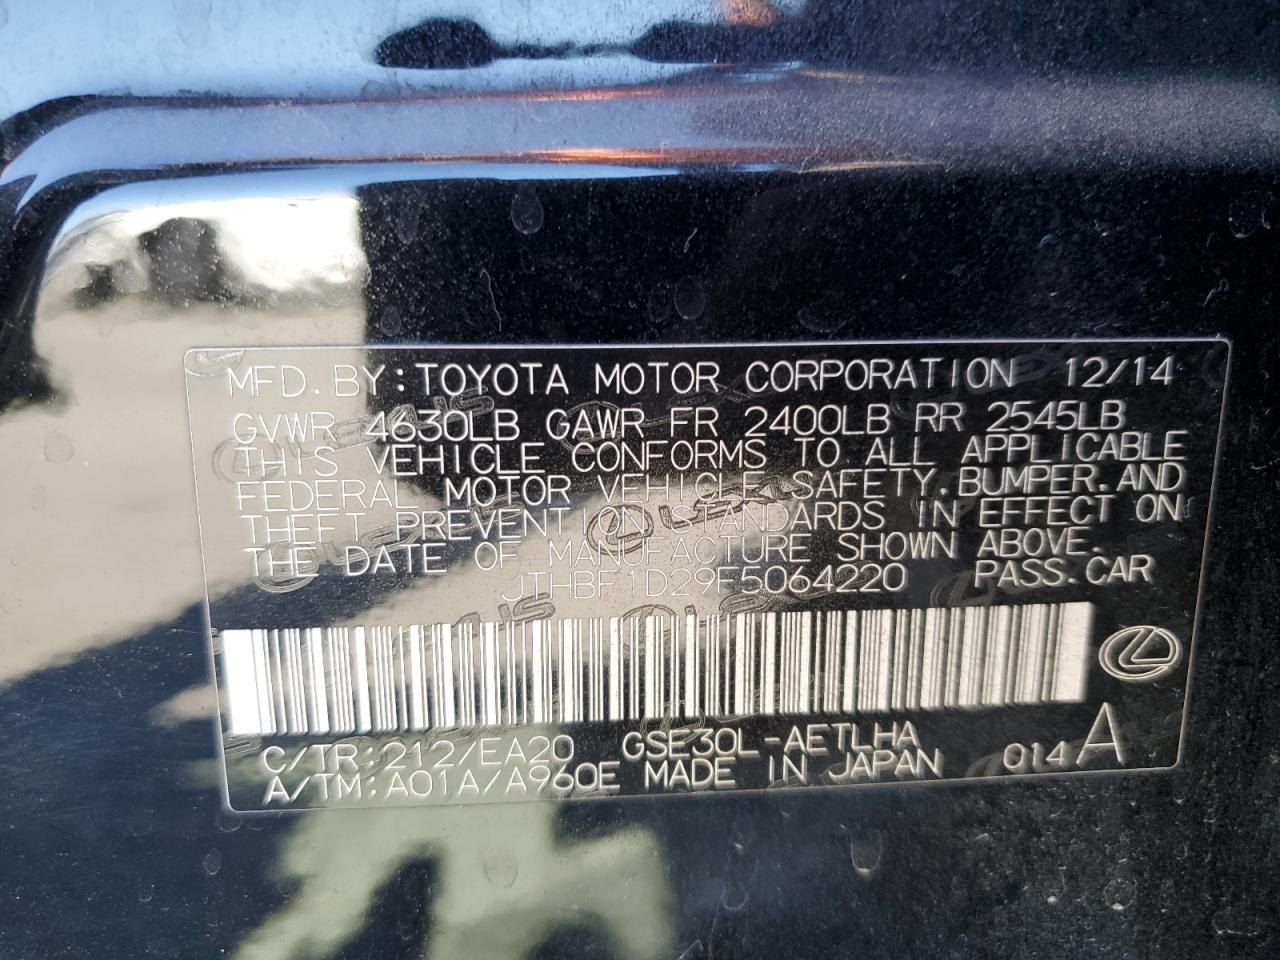 MFD. BY: TOYOTA MOTOR CORPORATION 12/14
GVWR 4630LB GAWR FR 2400LB RR 2545LB
THIS VEHICLE CONFORMS TO ALL APPLICABLE
FEDERAL MOTOR VEHICLE SAFETY, BUMPER, AND
THEFT PREVENTION STANDARDS IN EFFECT ON
THE DATE OF MANUFACTURE SHOWN ABOVE.
JTHBF1D29F5064220 PASS. CAR
C/TR: 212/EA20 GSE30L-AETLHA
A/TM: A01A/A960E MADE IN JAPAN 014 A